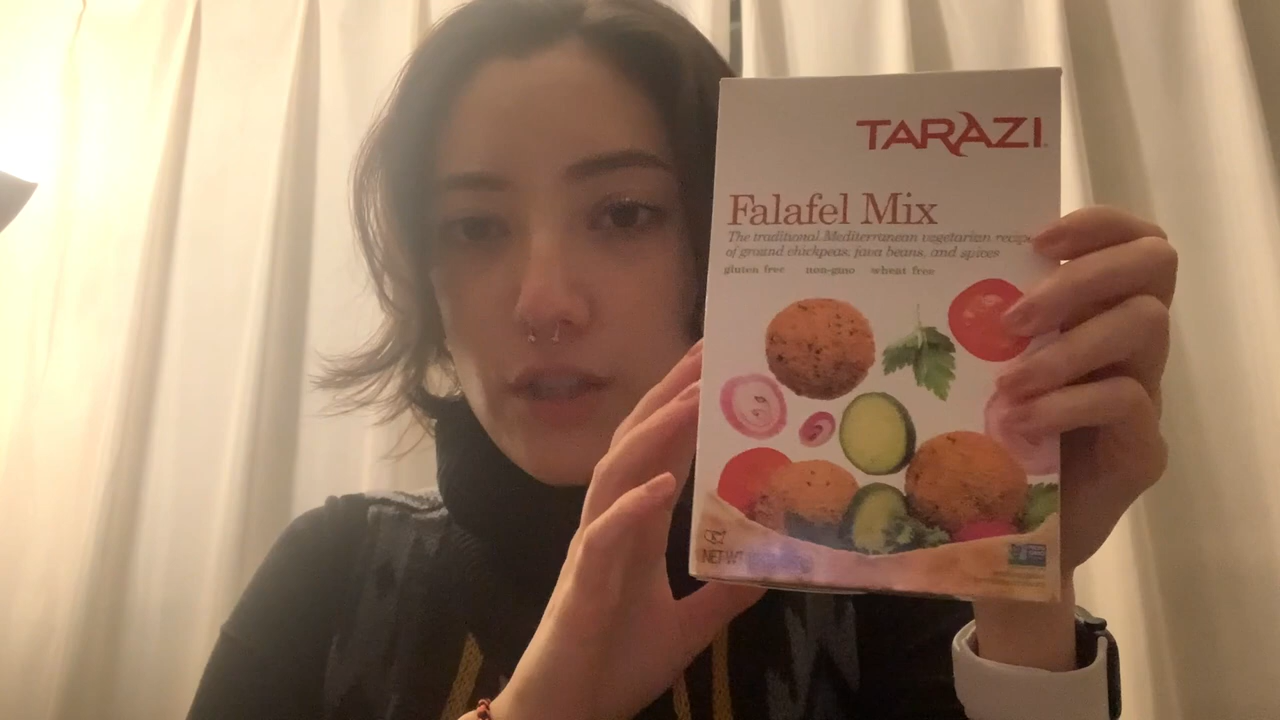 TARAZI
Falafel Mix
The traditional Mediterranean vegetarian recipe
of ground chickpeas, java beans, and spices
gluten free non-gmo wheat free
NET WT